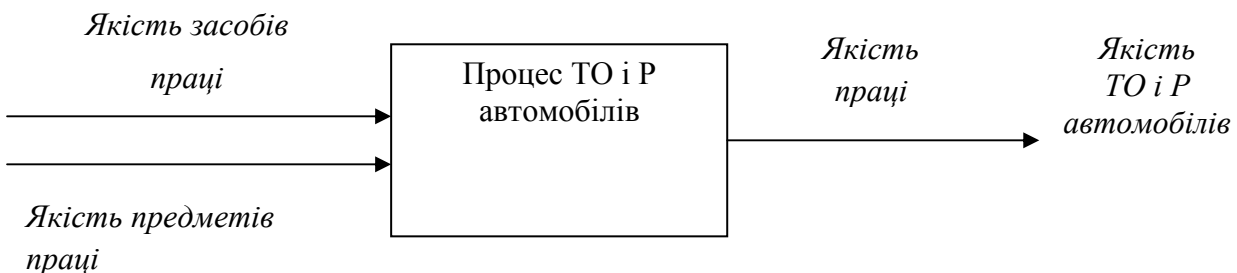 Якість засобів
праці
Процес ТО і Р
автомобілів
Якість
праці
Якість
ТО і Р
автомобілів
Якість предметів
праці